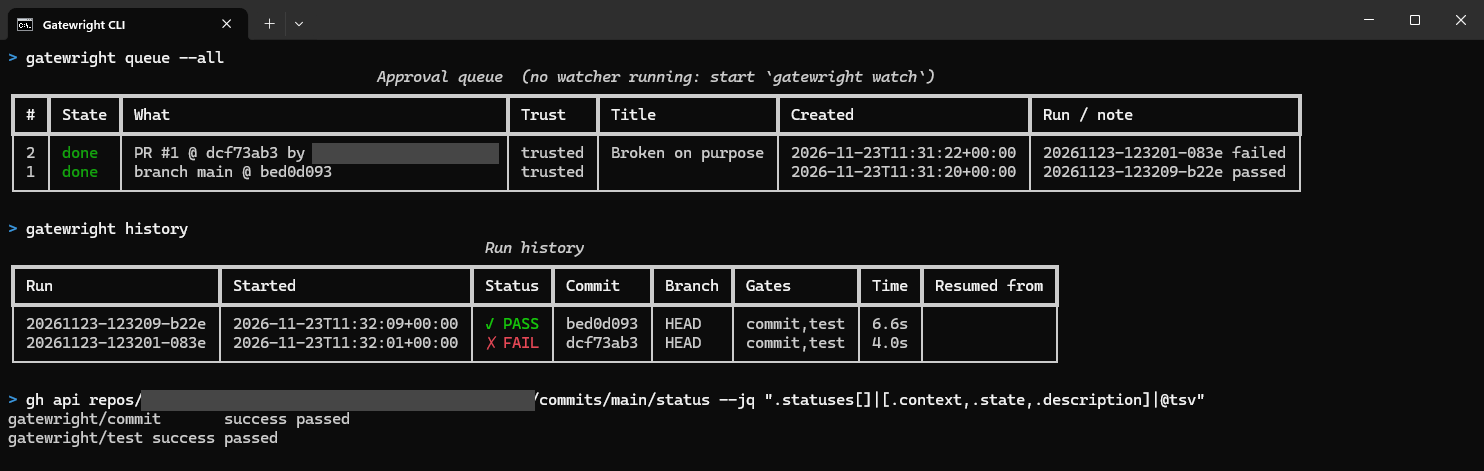 Gatewright CLI
> gatewright queue --all
Approval queue (no watcher running: start `gatewright watch`)
# State What Trust Title Created Run / note
2 done PR #1 @ dcf73ab3 by trusted Broken on purpose 2026-11-23T11:31:22+00:00 20261123-123201-083e failed
1 done branch main @ bed0d093 trusted 2026-11-23T11:31:20+00:00 20261123-123209-b22e passed
> gatewright history
Run history
Run Started Status Commit Branch Gates Time Resumed from
20261123-123209-b22e 2026-11-23T11:32:09+00:00 ✓ PASS bed0d093 HEAD commit,test 6.6s
20261123-123201-083e 2026-11-23T11:32:01+00:00 ✗ FAIL dcf73ab3 HEAD commit,test 4.0s
> gh api repos/ /commits/main/status --jq ".statuses[]|[.context,.state,.description]|@tsv"
gatewright/commit success passed
gatewright/test success passed